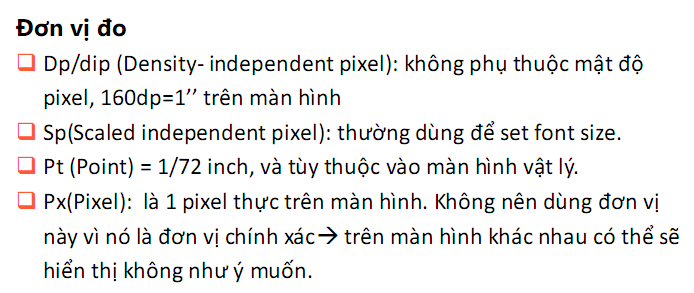 Đơn vị đo
Dp/dip (Density- independent pixel): không phụ thuộc mật độ
pixel, 160dp=1’’ trên màn hình
Sp(Scaled independent pixel): thường dùng để set font size.
Pt (Point) = 1/72 inch, và tùy thuộc vào màn hình vật lý.
Px(Pixel): là 1 pixel thực trên màn hình. Không nên dùng đơn vị
này vì nó là đơn vị chính xác→ trên màn hình khác nhau có thể sẽ
hiển thị không như ý muốn.